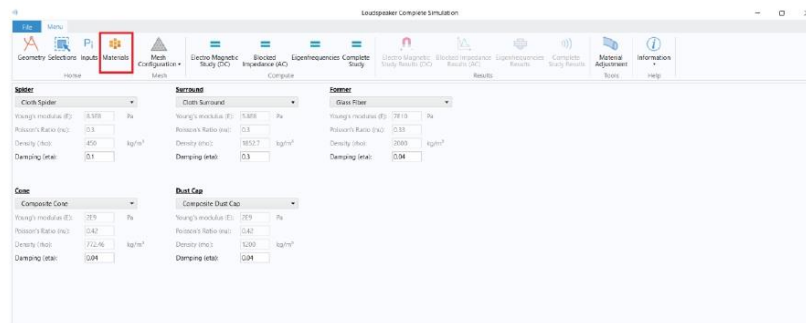 Loudspeaker Complete Simulation
File Menu
Geometry Selections Inputs Materials Mesh Configuration Electro Magnetic Study (DC) Blocked Impedance (AC) Eigenfrequencies Complete Study Electro Magnetic Study Results (DC) Blocked Impedance Results (AC) Eigenfrequencies Results Complete Study Results Material Adjustment Information
Home Mesh Compute Results Tools Help
Spider Surround Former
Cloth Spider Cloth Surround Glass Fiber
Young's modulus (E): Pa Young's modulus (E): Pa Young's modulus (E): Pa
Poisson's Ratio (nu): 0.3 Poisson's Ratio (nu): 0.3 Poisson's Ratio (nu): 0.33
Density (rho): 450 kg/m³ Density (rho): 1852.7 kg/m³ Density (rho): 2000 kg/m³
Damping (eta): 0.1 Damping (eta): 0.3 Damping (eta): 0.04
Cone Dust Cap
Composite Cone Composite Dust Cap
Young's modulus (E): 2E9 Pa Young's modulus (E): 2E9 Pa
Poisson's Ratio (nu): 0.42 Poisson's Ratio (nu): 0.42
Density (rho): 772.46 kg/m³ Density (rho): 1200 kg/m³
Damping (eta): 0.04 Damping (eta): 0.04